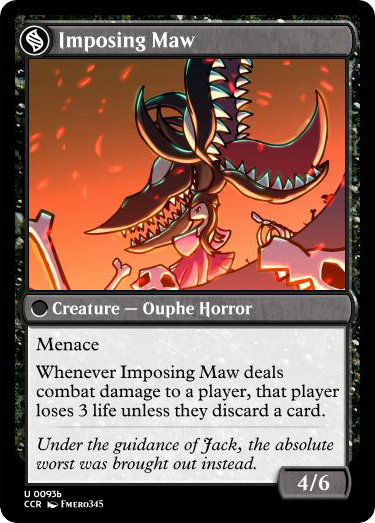 Imposing Maw
Creature — Ouphe Horror
Menace
Whenever Imposing Maw deals
combat damage to a player, that player
loses 3 life unless they discard a card.
Under the guidance of Jack, the absolute
worst was brought out instead.
4/6
U 0093b
CCR Fmero345